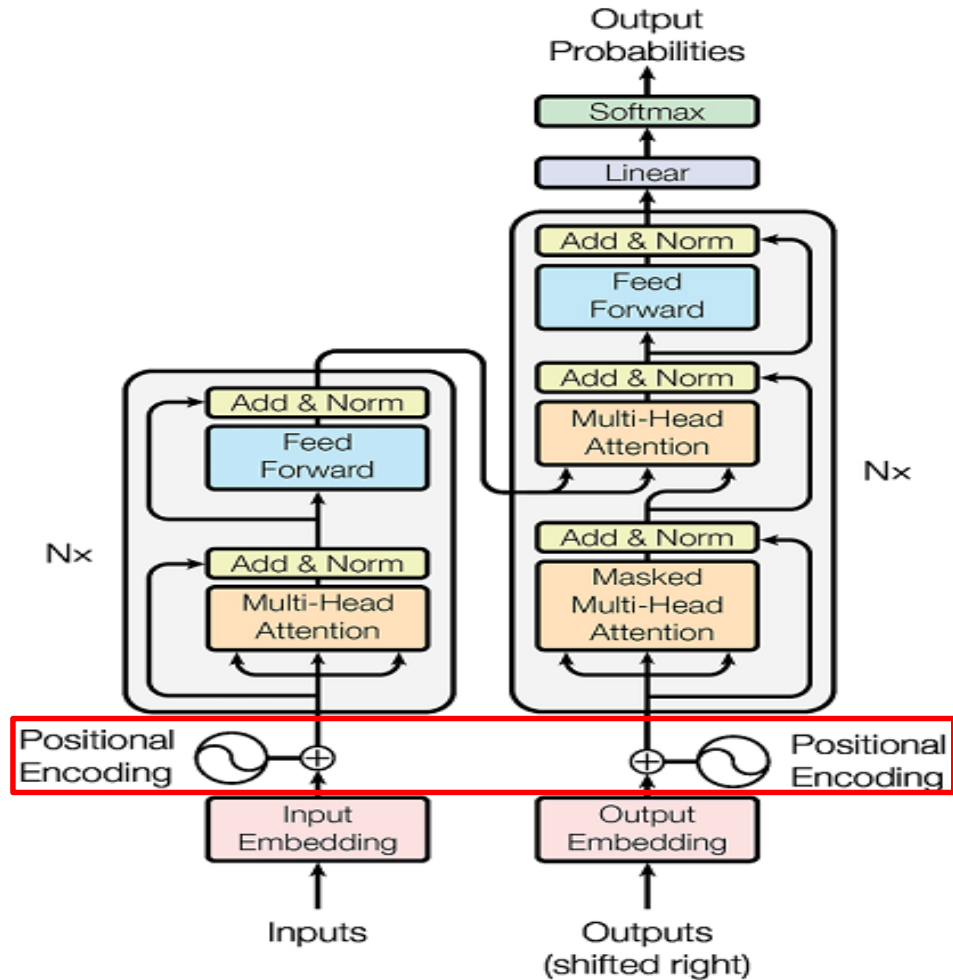 Output
Probabilities
Softmax
Linear
Add & Norm
Feed
Forward
Add & Norm
Multi-Head
Attention
Nx
Add & Norm
Masked
Multi-Head
Attention
Add & Norm
Feed
Forward
Nx
Add & Norm
Multi-Head
Attention
Positional
Encoding
Positional
Encoding
Input
Embedding
Output
Embedding
Inputs
Outputs
(shifted right)